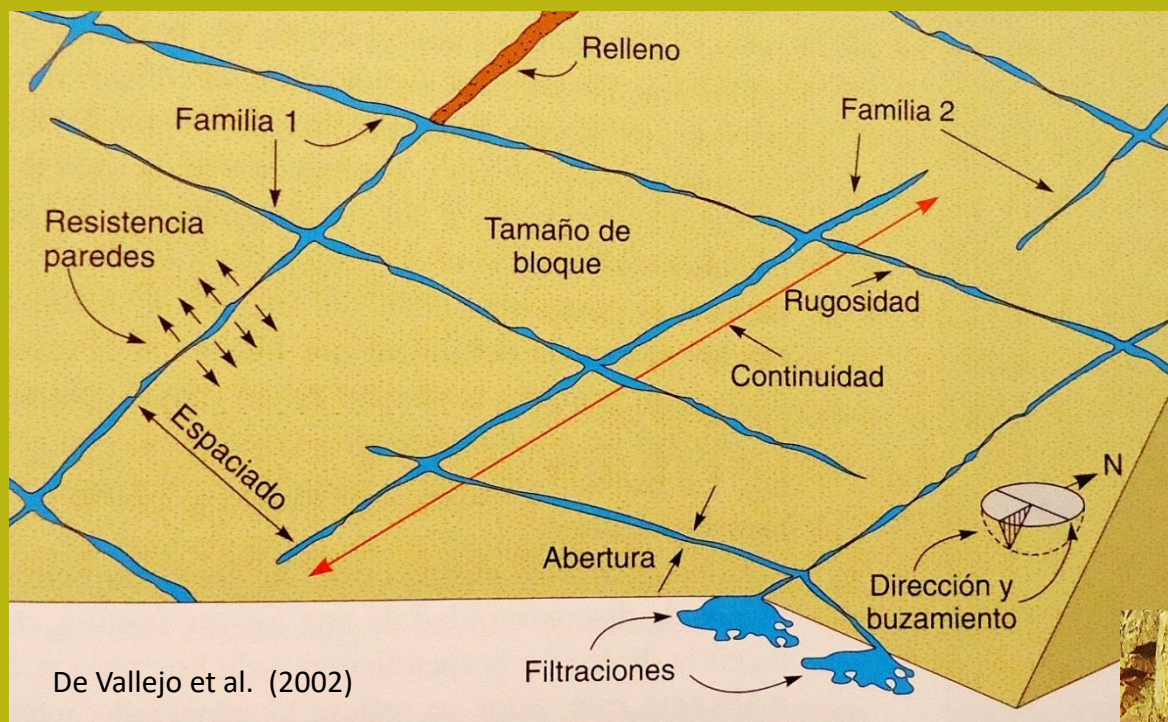 Relleno
Familia 1
Familia 2
Resistencia
paredes
Tamaño de
bloque
Rugosidad
Continuidad
Espaciado
N
Abertura
Dirección y
buzamiento
Filtraciones
De Vallejo et al. (2002)